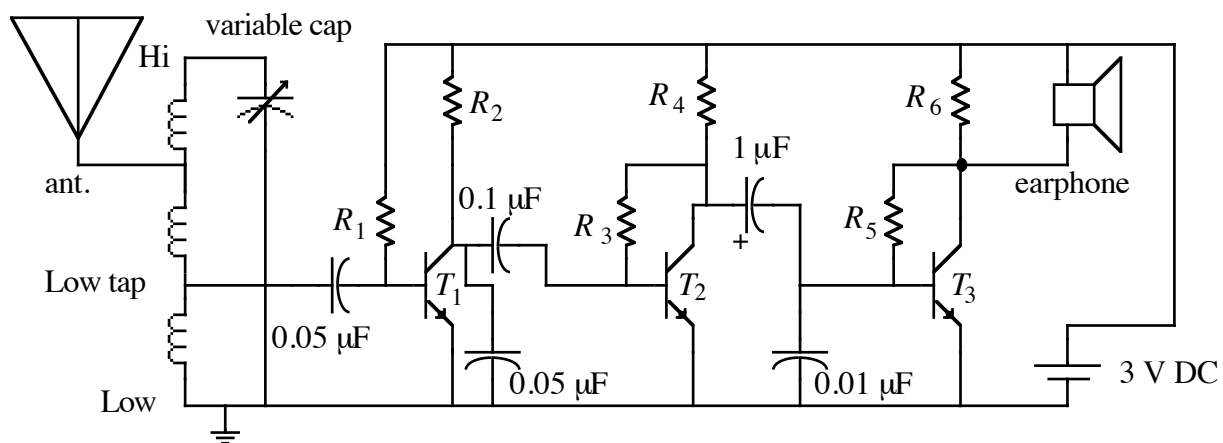 variable cap
Hi
R2
R4
R6
1 µF
ant.
earphone
0.1 µF
R1
R3
R5
+
Low tap
T1
T2
T3
0.05 µF
0.05 µF
0.01 µF
3 V DC
Low